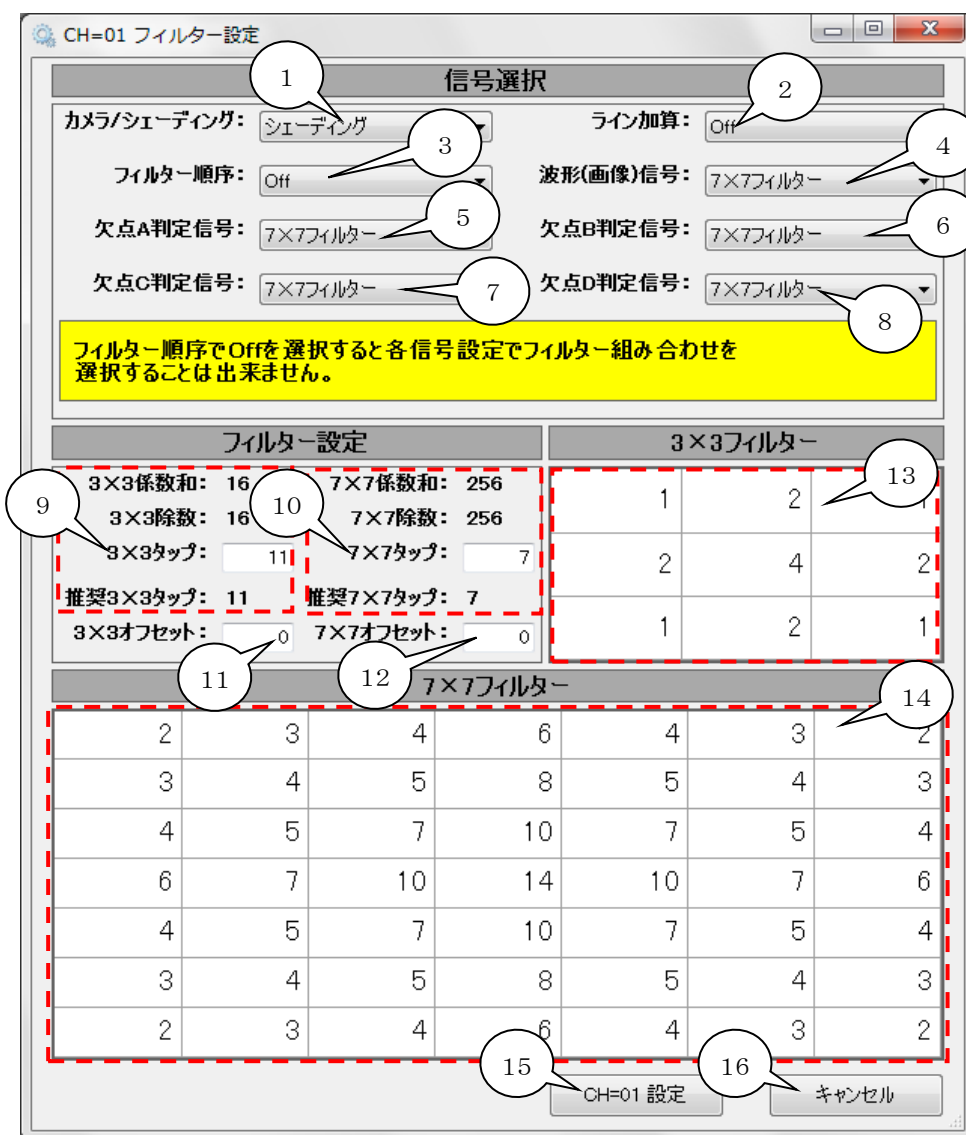 CH=01 フィルター設定
信号選択
1
2
カメラ/シェーディング: シェーディング ライン加算: Off
3
4
フィルター順序: Off 波形(画像)信号: 7×7フィルター
5
6
欠点A判定信号: 7×7フィルター 欠点B判定信号: 7×7フィルター
欠点C判定信号: 7×7フィルター 7 欠点D判定信号: 7×7フィルター
8
フィルター順序でOffを選択すると各信号設定でフィルター組み合わせを
選択することは出来ません。
フィルター設定 3×3フィルター
9
10
13
3×3係数和: 16 7×7係数和: 256
3×3除数: 16 7×7除数: 256
3×3タップ: 11 7×7タップ: 7
推奨3×3タップ: 11 推奨7×7タップ: 7
3×3オフセット: 0 7×7オフセット: 0
1 2 1
2 4 2
1 2 1
11
12
7×7フィルター
14
2 3 4 6 4 3 2
3 4 5 8 5 4 3
4 5 7 10 7 5 4
6 7 10 14 10 7 6
4 5 7 10 7 5 4
3 4 5 8 5 4 3
2 3 4 6 4 3 2
15
16
CH=01 設定 キャンセル